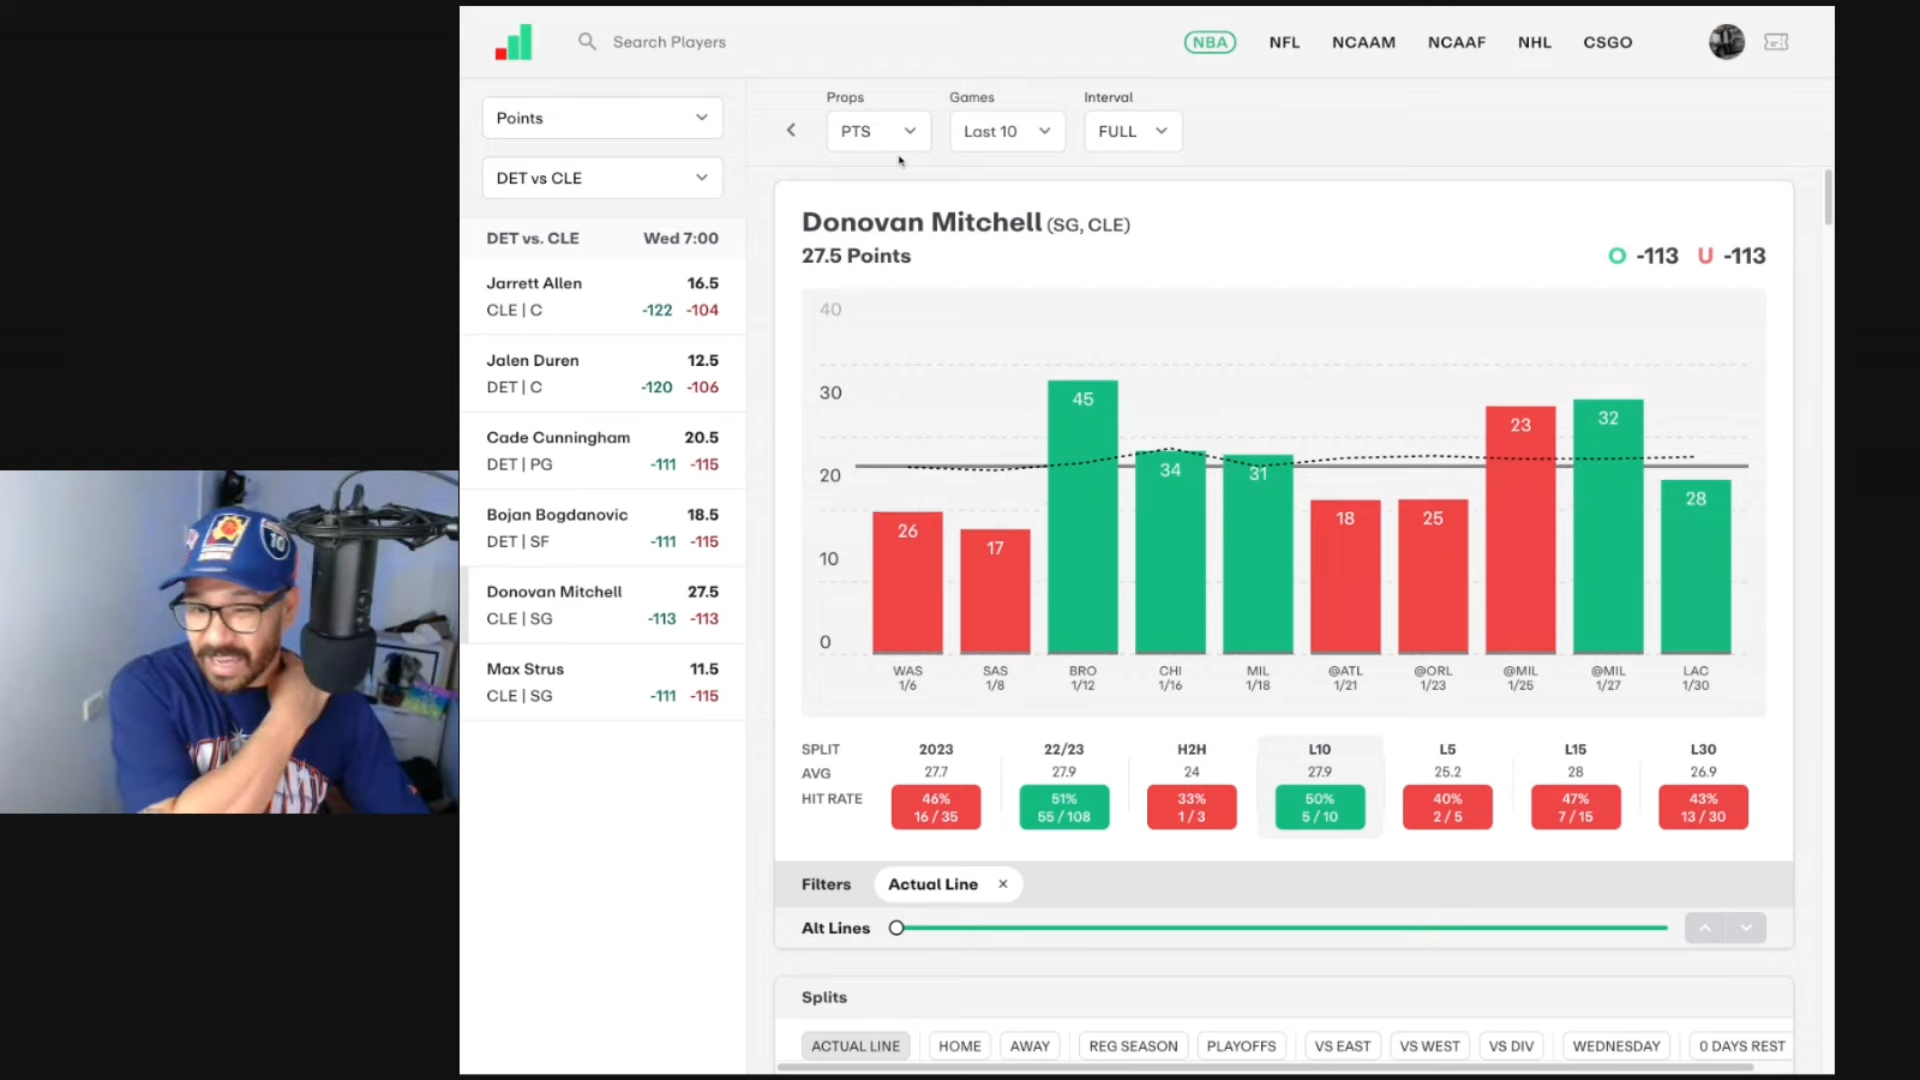 Search Players
NBA NFL NCAAM NCAAF NHL CSGO
Points
DET vs CLE
DET vs. CLE Wed 7:00
Jarrett Allen 16.5
CLE | C -122 -104
Jalen Duren 12.5
DET | C -120 -106
Cade Cunningham 20.5
DET | PG -111 -115
Bojan Bogdanovic 18.5
DET | SF -111 -115
Donovan Mitchell 27.5
CLE | SG -113 -113
Max Strus 11.5
CLE | SG -111 -115
Props Games Interval
PTS Last 10 FULL
Donovan Mitchell (SG, CLE)
27.5 Points O -113 U -113
40
30
20
10
0
26 17 45 34 31 18 25 23 32 28
WAS SAS BRO CHI MIL @ATL @ORL @MIL @MIL LAC
1/6 1/8 1/12 1/16 1/18 1/21 1/23 1/25 1/27 1/30
SPLIT 2023 22/23 H2H L10 L5 L15 L30
AVG 27.7 27.9 24 27.9 25.2 28 26.9
HIT RATE 46% 51% 33% 50% 40% 47% 43%
16 / 35 55 / 108 1 / 3 5 / 10 2 / 5 7 / 15 13 / 30
Filters Actual Line ×
Alt Lines
Splits
ACTUAL LINE HOME AWAY REG SEASON PLAYOFFS VS EAST VS WEST VS DIV WEDNESDAY 0 DAYS REST
10